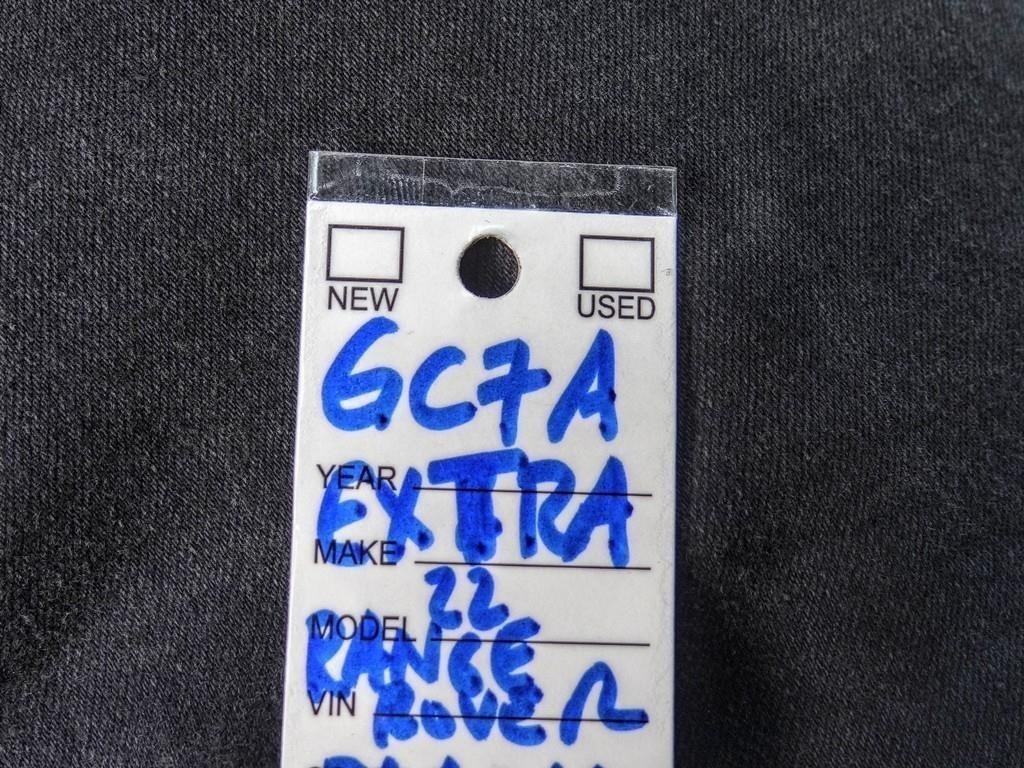 NEW USED
GC7A
YEAR
EXTRA
MAKE
22
MODEL
RANGE
VIN
ROVER